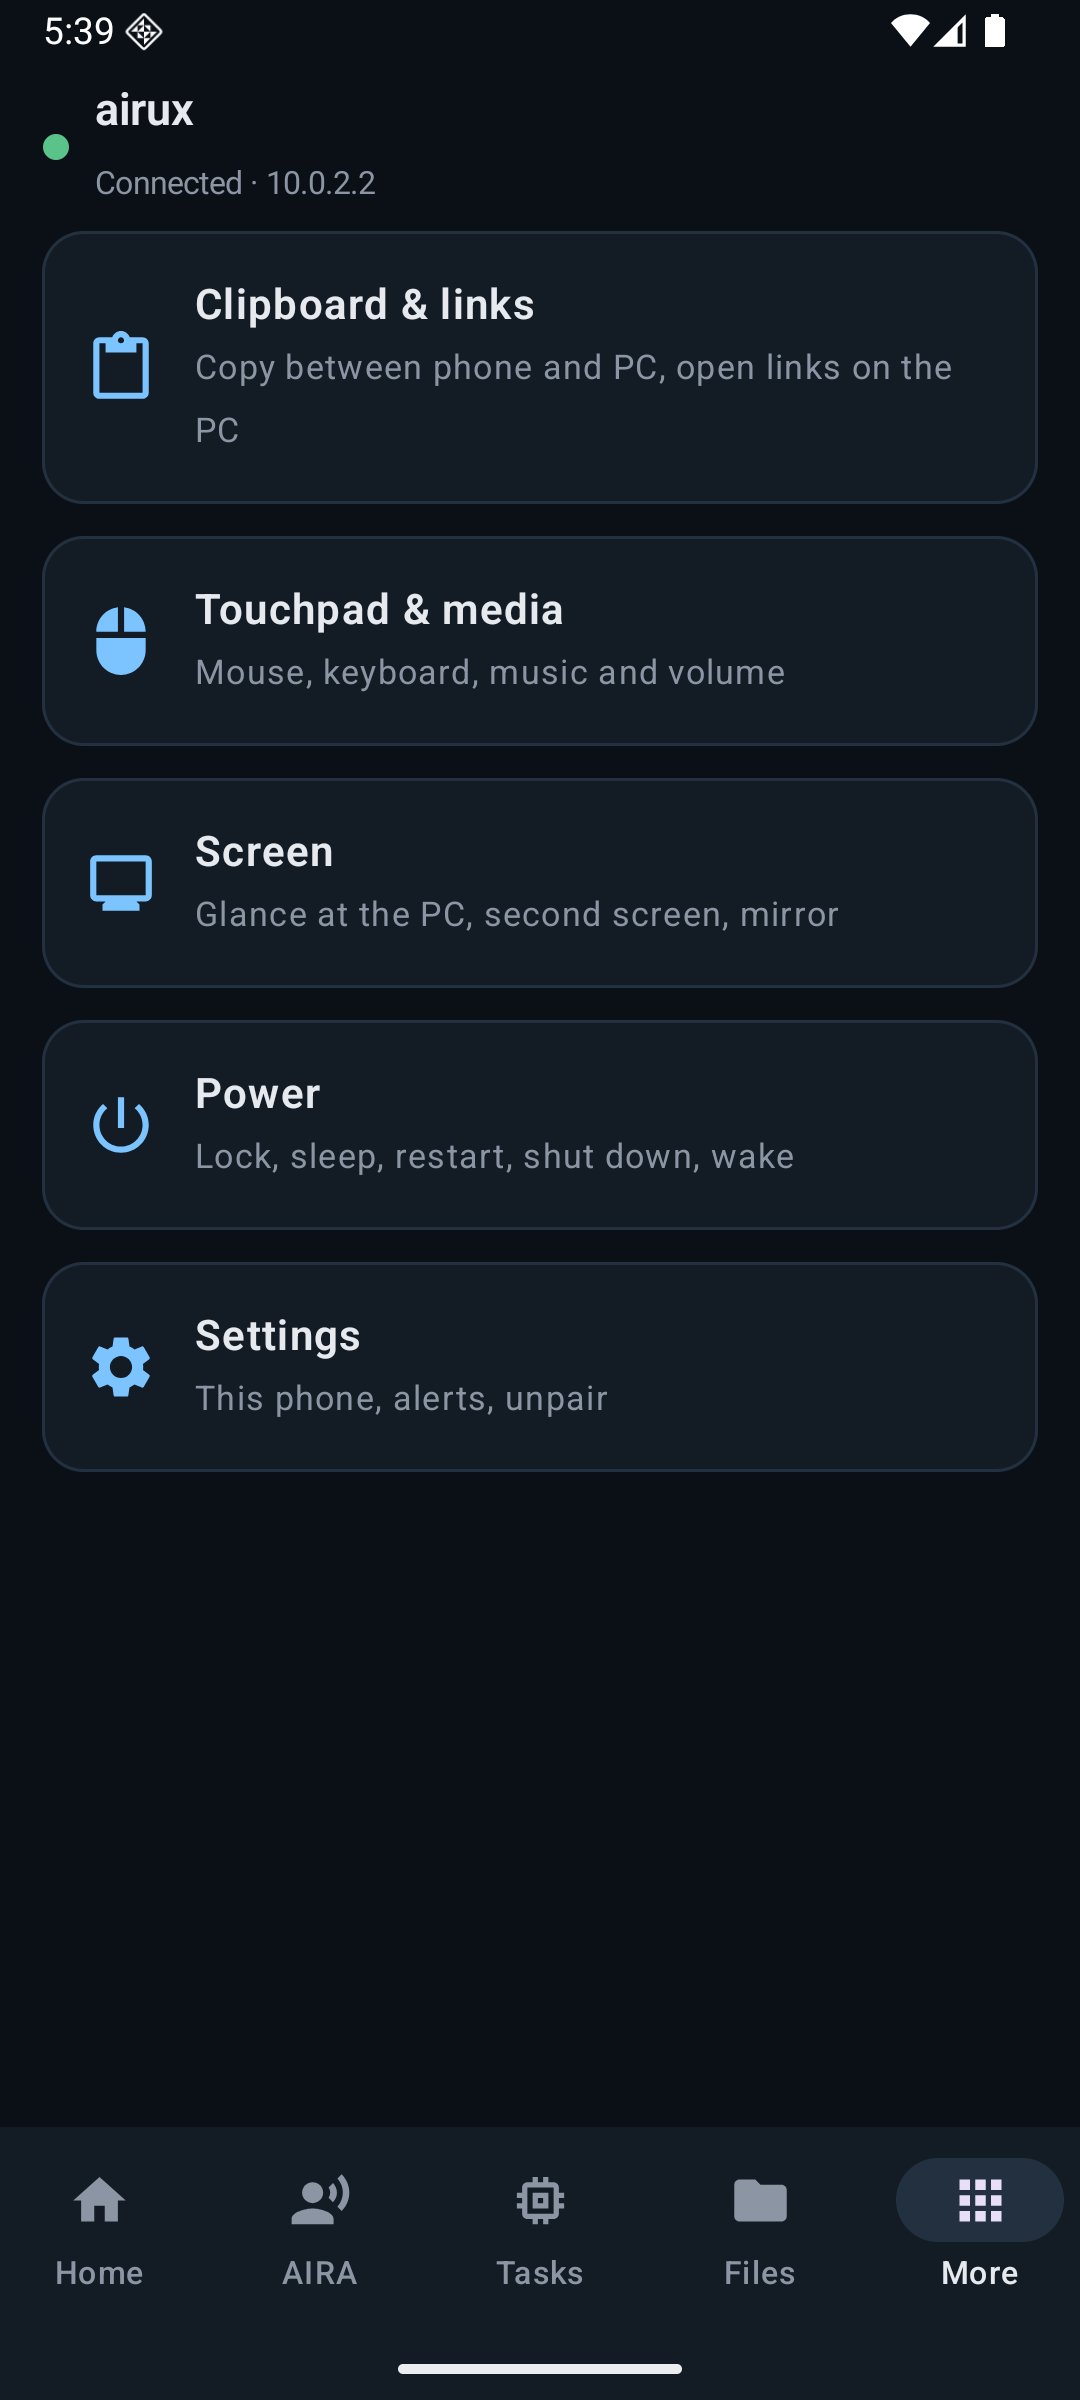 5:39
airux
Connected · 10.0.2.2
Clipboard & links
Copy between phone and PC, open links on the
PC
Touchpad & media
Mouse, keyboard, music and volume
Screen
Glance at the PC, second screen, mirror
Power
Lock, sleep, restart, shut down, wake
Settings
This phone, alerts, unpair
Home
AIRA
Tasks
Files
More